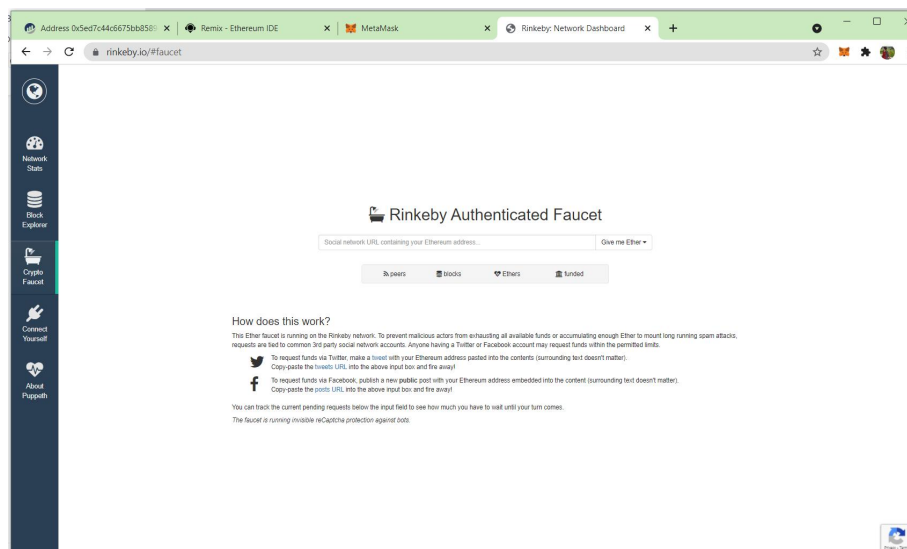 Address 0x5ed7c44c6675bb8589
Remix - Ethereum IDE
MetaMask
Rinkeby: Network Dashboard
rinkeby.io/#faucet
Network
Stats
Block
Explorer
Crypto
Faucet
Connect
Yourself
About
Puppeth
Rinkeby Authenticated Faucet
Social network URL containing your Ethereum address...
Give me Ether
peers
blocks
Ethers
funded
How does this work?
This Ether faucet is running on the Rinkeby network. To prevent malicious actors from exhausting all available funds or accumulating enough Ether to mount long running spam attacks,
requests are tied to common 3rd party social network accounts. Anyone having a Twitter or Facebook account may request funds within the permitted limits.
To request funds via Twitter, make a tweet with your Ethereum address pasted into the contents (surrounding text doesn't matter).
Copy-paste the tweets URL into the above input box and fire away!
To request funds via Facebook, publish a new public post with your Ethereum address embedded into the content (surrounding text doesn't matter).
Copy-paste the posts URL into the above input box and fire away!
You can track the current pending requests below the input field to see how much you have to wait until your turn comes.
The faucet is running invisible reCaptcha protection against bots.